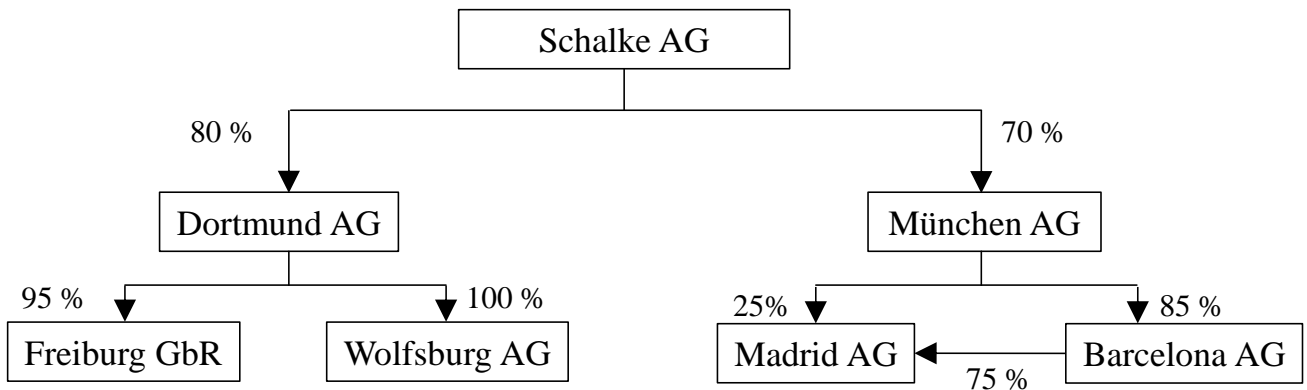 Schalke AG
80 %
70 %
Dortmund AG
München AG
95 %
100 %
25%
85 %
Freiburg GbR
Wolfsburg AG
Madrid AG
Barcelona AG
75 %